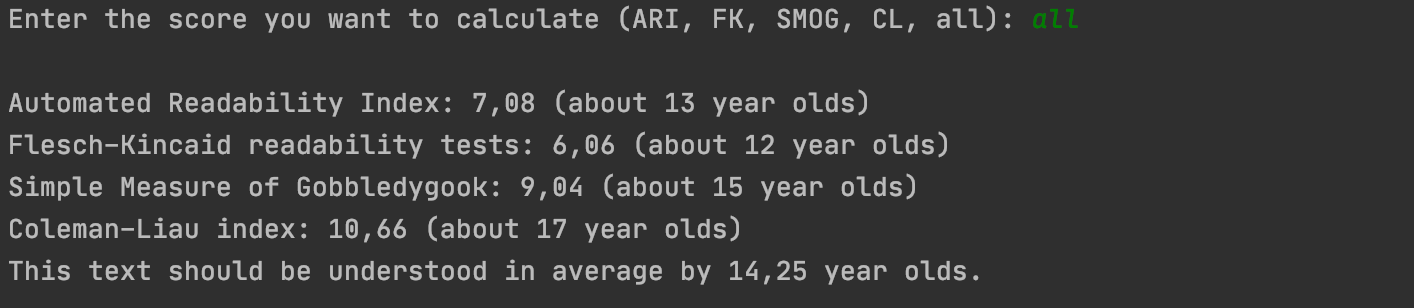 Enter the score you want to calculate (ARI, FK, SMOG, CL, all): all
Automated Readability Index: 7,08 (about 13 year olds)
Flesch-Kincaid readability tests: 6,06 (about 12 year olds)
Simple Measure of Gobbledygook: 9,04 (about 15 year olds)
Coleman-Liau index: 10,66 (about 17 year olds)
This text should be understood in average by 14,25 year olds.